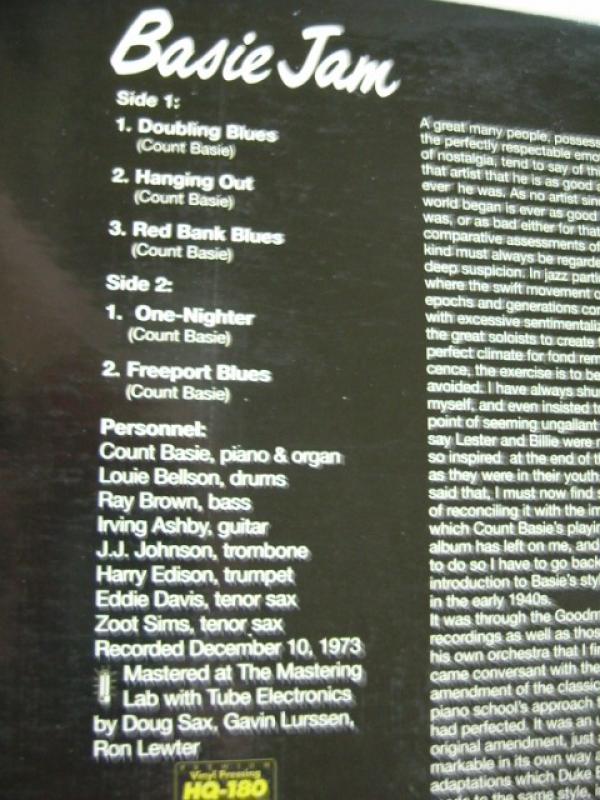 Basie Jam
Side 1:
1. Doubling Blues
(Count Basie)
2. Hanging Out
(Count Basie)
3. Red Bank Blues
(Count Basie)
Side 2:
1. One-Nighter
(Count Basie)
2. Freeport Blues
(Count Basie)
Personnel:
Count Basie, piano & organ
Louie Bellson, drums
Ray Brown, bass
Irving Ashby, guitar
J.J. Johnson, trombone
Harry Edison, trumpet
Eddie Davis, tenor sax
Zoot Sims, tenor sax
Recorded December 10, 1973
Mastered at The Mastering
Lab with Tube Electronics
by Doug Sax, Gavin Lurssen,
Ron Lewter
PREMIUM
Vinyl Pressing
HQ-180
A great many people, possess
the perfectly respectable emo
of nostalgia, tend to say of th
that artist that he is as good a
ever he was. As no artist sin
world began is ever as good
was, or as bad either for that
comparative assessments of
kind must always be regarde
deep suspicion. In jazz parti
where the swift movement o
epochs and generations cor
with excessive sentimentali
the great soloists to create
perfect climate for fond rem
cence, the exercise is to be
avoided. I have always shu
myself, and even insisted t
point of seeming ungallant
say Lester and Billie were
so inspired at the end of t
as they were in their youth
said that, I must now find
of reconciling it with the im
which Count Basie's playin
album has left on me, and
to do so I have to go back
introduction to Basie's styl
in the early 1940s.
It was through the Goodm
recordings as well as thos
his own orchestra that I fi
came conversant with the
amendment of the classic
piano school's approach
had perfected. It was an u
original amendment, just
markable in its own way
adaptations which Duke E
to the same style,